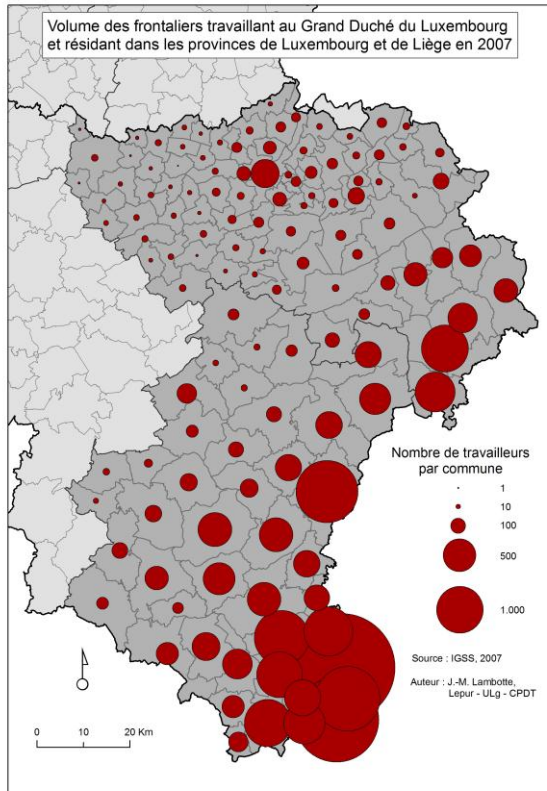 Volume des frontaliers travaillant au Grand Duché du Luxembourg
et résidant dans les provinces de Luxembourg et de Liège en 2007
Nombre de travailleurs
par commune
1
10
100
500
1.000
Source : IGSS, 2007
Auteur : J.-M. Lambotte,
Lepur - ULg - CPDT
0 10 20 Km